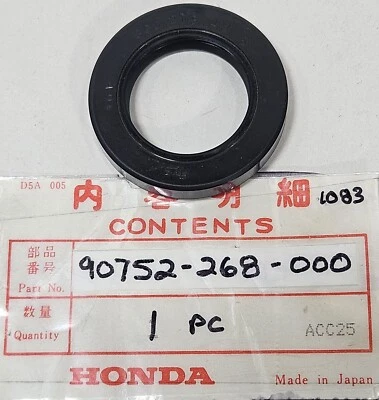 D5A 005
内容明細 1083
CONTENTS
部品
番号
Part No. 90752-268-000
数量
Quantity 1 PC ACC25
HONDA Made in Japan